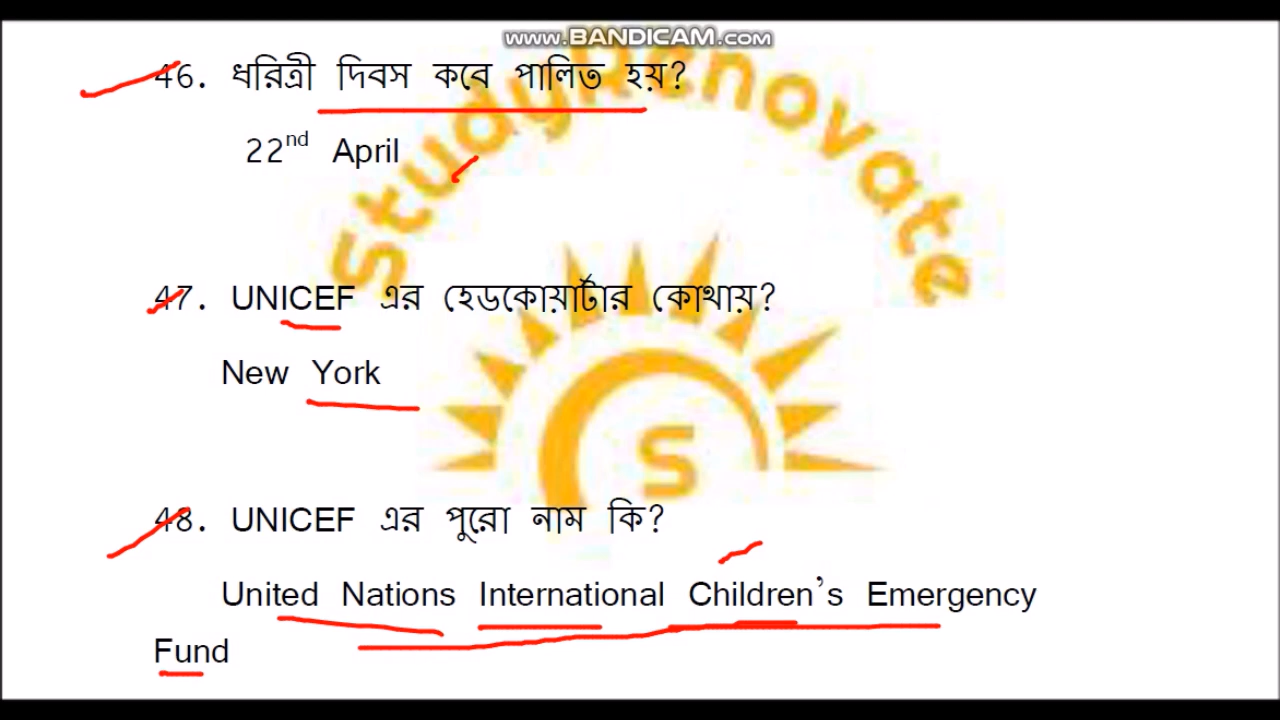 www.BANDICAM.com
46. ধরিত্রী দিবস কবে পালিত হয়?
22nd April
47. UNICEF এর হেডকোয়ার্টার কোথায়?
New York
48. UNICEF এর পুরো নাম কি?
United Nations International Children’s Emergency
Fund
StudyRenovate
S